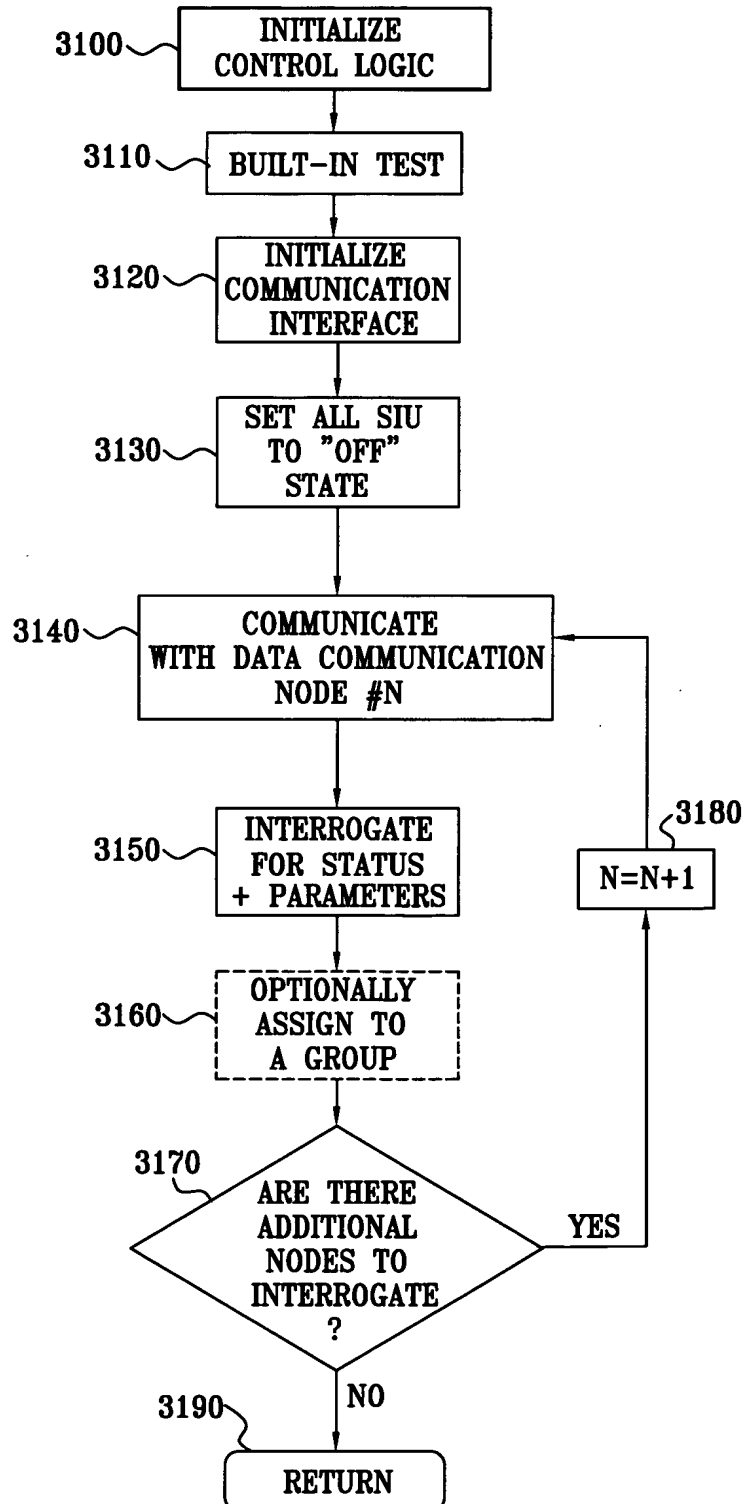 3100
INITIALIZE
CONTROL LOGIC
3110
BUILT-IN TEST
3120
INITIALIZE
COMMUNICATION
INTERFACE
3130
SET ALL SIU
TO "OFF"
STATE
3140
COMMUNICATE
WITH DATA COMMUNICATION
NODE #N
3150
INTERROGATE
FOR STATUS
+ PARAMETERS
3180
N=N+1
3160
OPTIONALLY
ASSIGN TO
A GROUP
3170
ARE THERE
ADDITIONAL
NODES TO
INTERROGATE
?
YES
NO
3190
RETURN